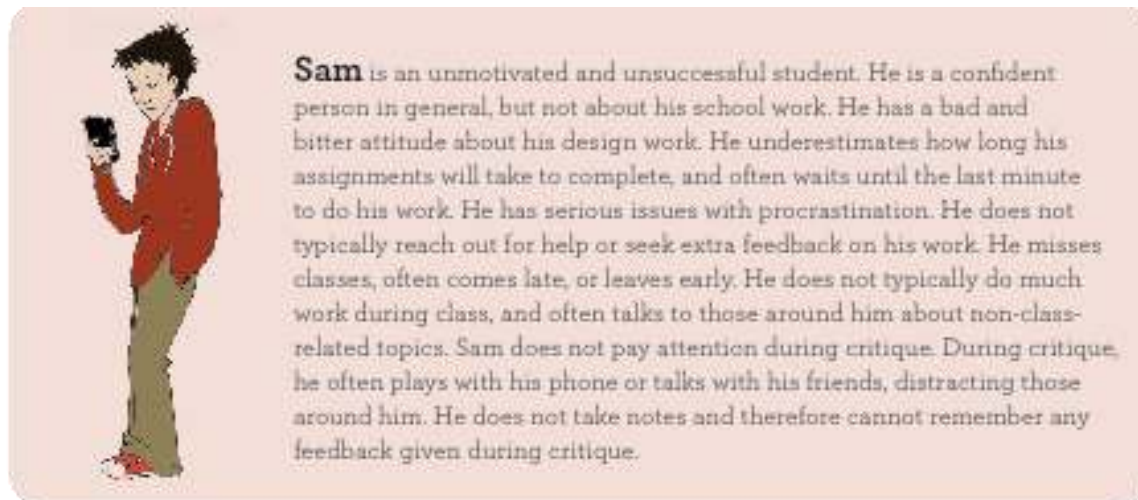 Sam is an unmotivated and unsuccessful student. He is a confident
person in general, but not about his school work. He has a bad and
bitter attitude about his design work. He underestimates how long his
assignments will take to complete, and often waits until the last minute
to do his work. He has serious issues with procrastination. He does not
typically reach out for help or seek extra feedback on his work. He misses
classes, often comes late, or leaves early. He does not typically do much
work during class, and often talks to those around him about non-class-
related topics. Sam does not pay attention during critique. During critique,
he often plays with his phone or talks with his friends, distracting those
around him. He does not take notes and therefore cannot remember any
feedback given during critique.